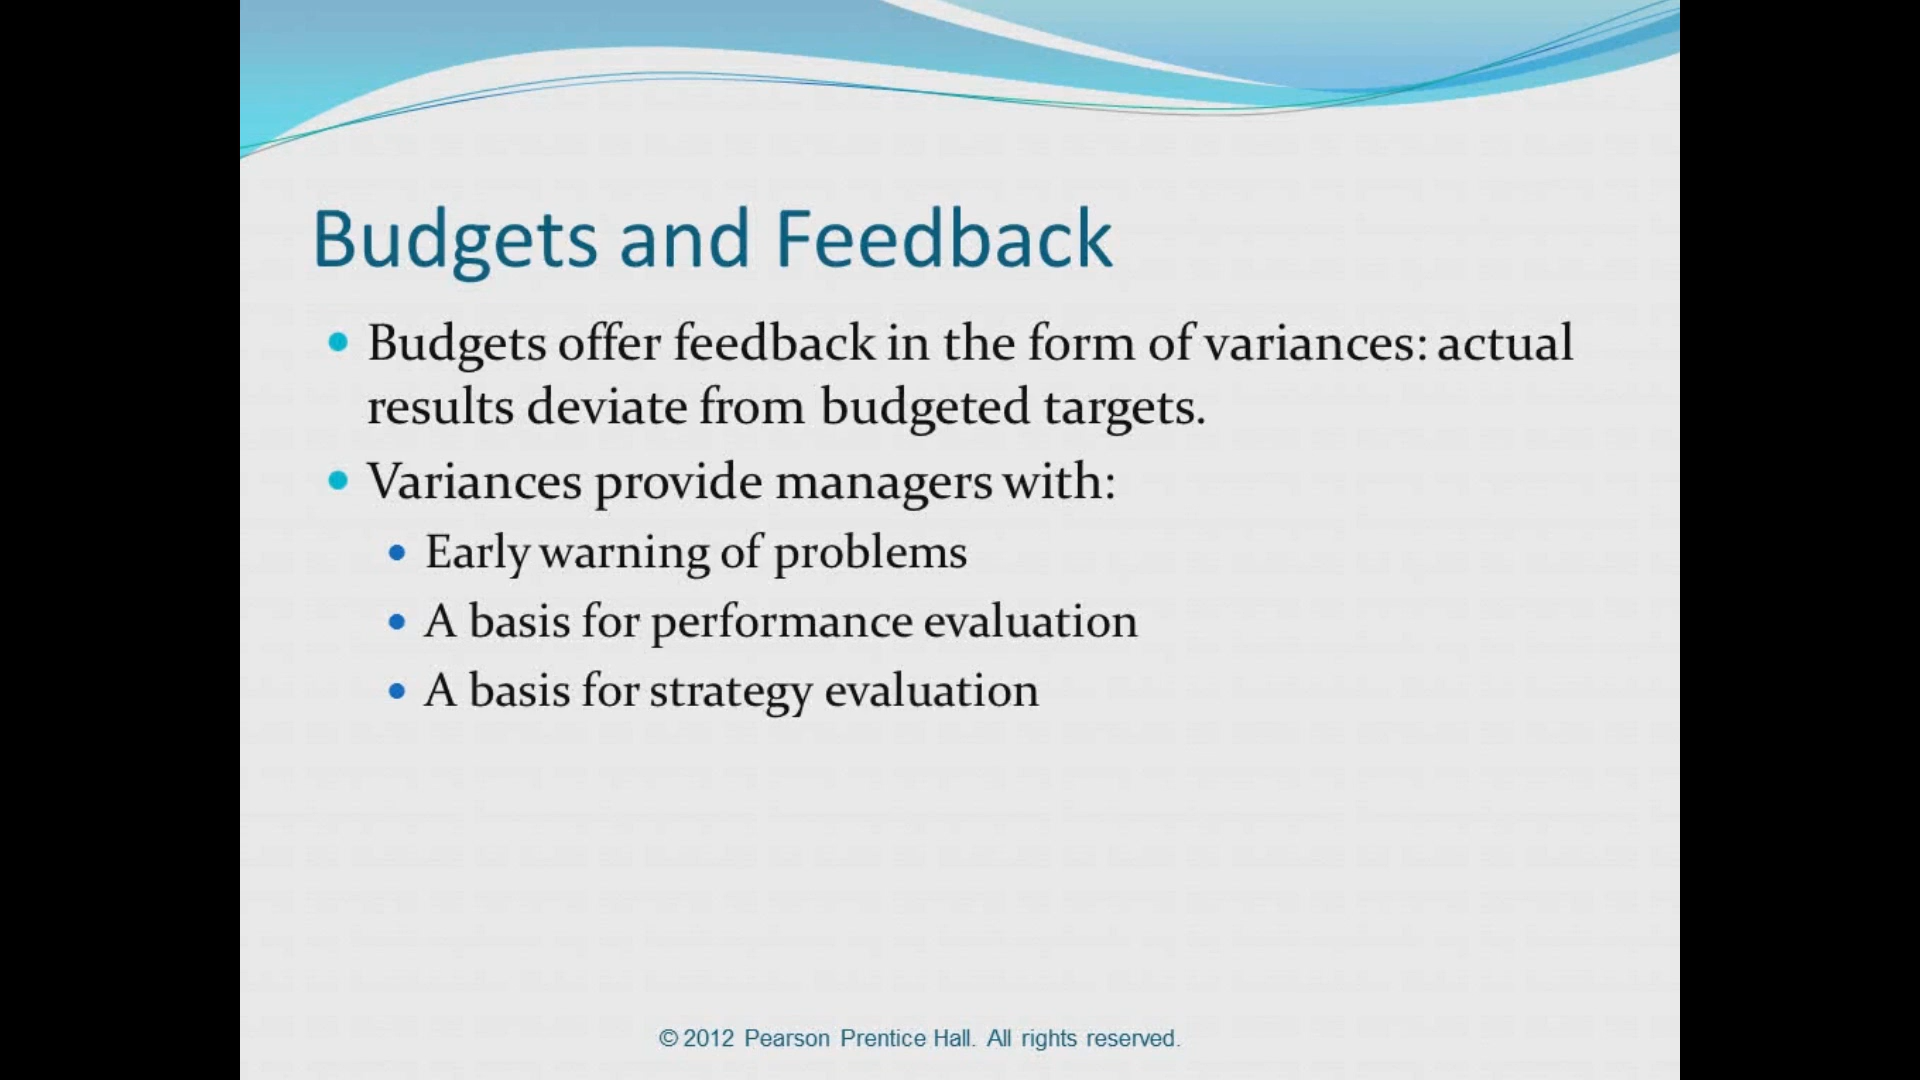 Budgets and Feedback
Budgets offer feedback in the form of variances: actual
results deviate from budgeted targets.
Variances provide managers with:
Early warning of problems
A basis for performance evaluation
A basis for strategy evaluation
© 2012 Pearson Prentice Hall. All rights reserved.